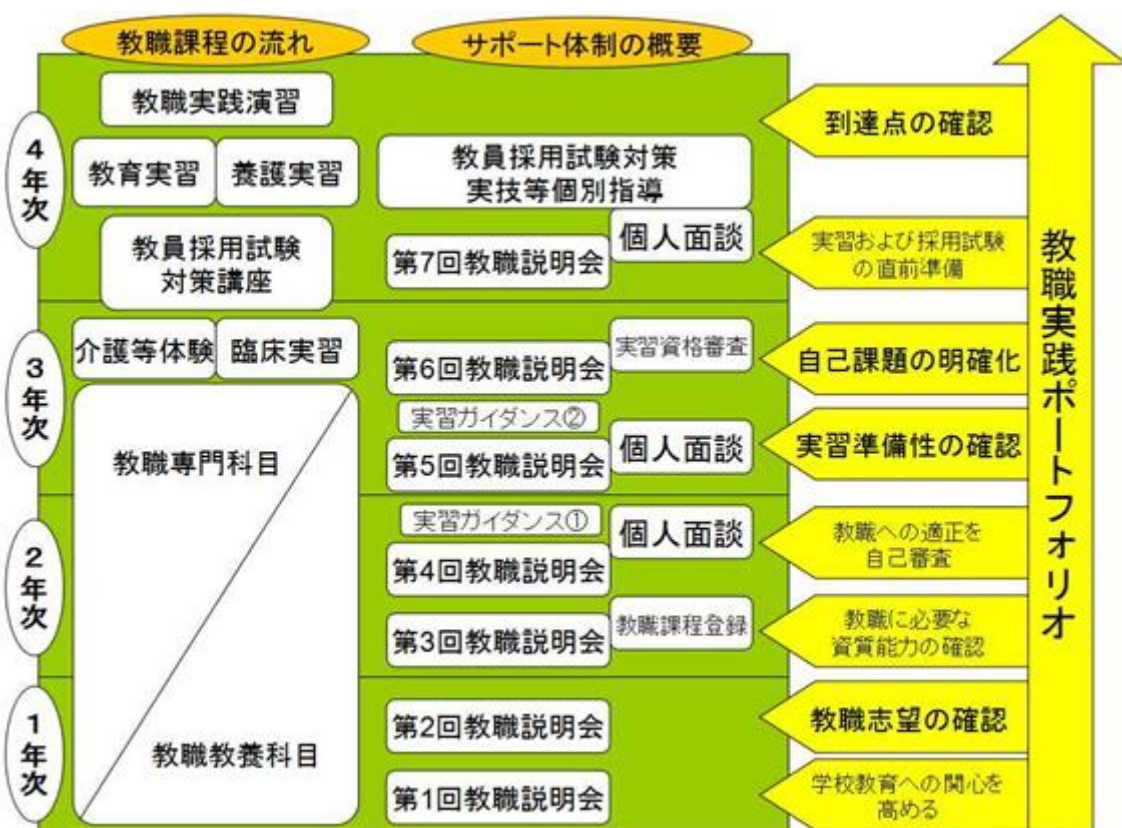 教職課程の流れ
サポート体制の概要
4年次
教職実践演習
教育実習
養護実習
教員採用試験
対策講座
教員採用試験対策
実技等個別指導
個人面談
第7回教職説明会
到達点の確認
実習および採用試験
の直前準備
3年次
介護等体験
臨床実習
教職専門科目
実習資格審査
第6回教職説明会
実習ガイダンス②
個人面談
第5回教職説明会
自己課題の明確化
実習準備性の確認
2年次
実習ガイダンス①
個人面談
第4回教職説明会
教職課程登録
第3回教職説明会
教職への適正を
自己審査
教職に必要な
資質能力の確認
1年次
教職教養科目
第2回教職説明会
第1回教職説明会
教職志望の確認
学校教育への関心を
高める
教職実践ポートフォリオ